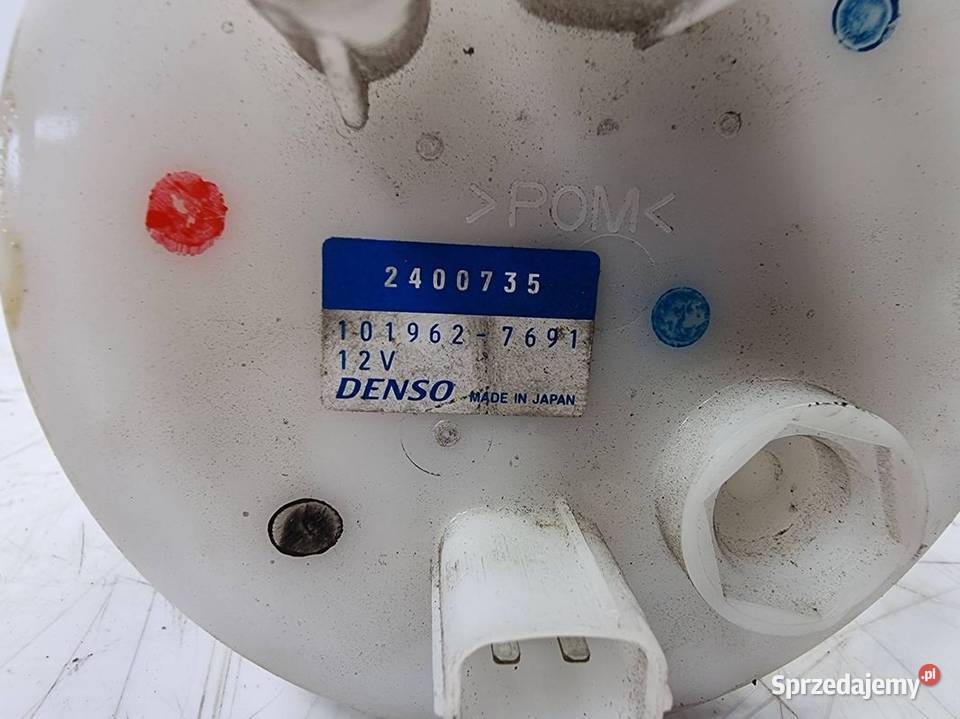 >POM<
2400735
101962-7691
12V
DENSO MADE IN JAPAN
Sprzedajemy.pl